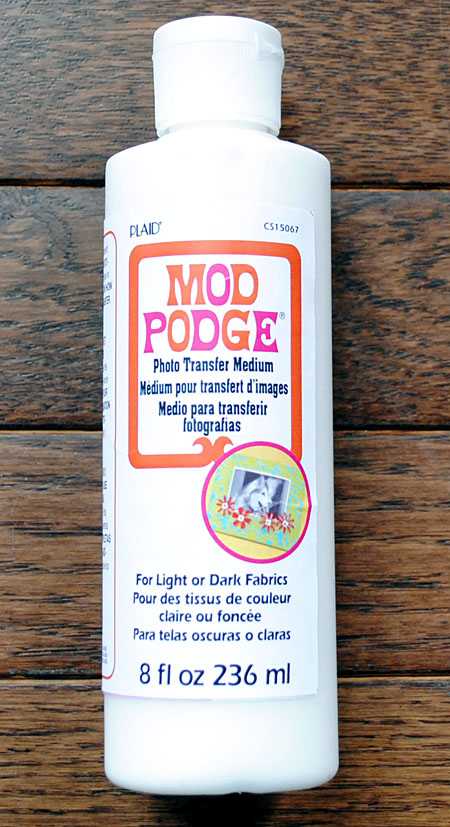 PLAID® CS15067
MOD
PODGE®
Photo Transfer Medium
Médium pour transfert d'images
Medio para transferir
fotografías
For Light or Dark Fabrics
Pour des tissus de couleur
claire ou foncée
Para telas oscuras o claras
8 fl oz 236 ml